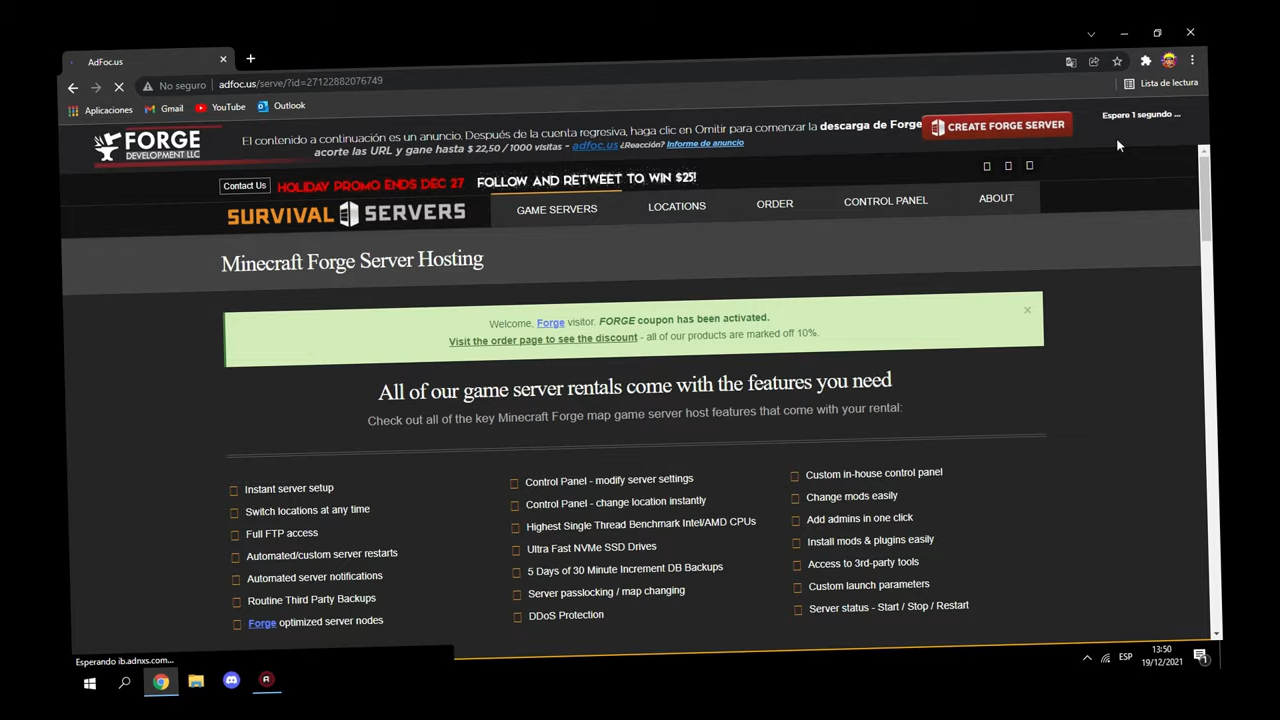 AdFoc.us
No seguro
adfoc.us/serve/?id=27122882076749
Aplicaciones
Gmail
YouTube
Outlook
Lista de lectura
FORGE
DEVELOPMENT LLC
El contenido a continuación es un anuncio. Después de la cuenta regresiva, haga clic en Omitir para comenzar la descarga de Forge
acorte las URL y gane hasta $ 22,50 / 1000 visitas - adfoc.us ¿Reacción? Informe de anuncio
CREATE FORGE SERVER
Espere 1 segundo ...
Contact Us
HOLIDAY PROMO ENDS DEC 27
FOLLOW AND RETWEET TO WIN $25!
SURVIVAL SERVERS
GAME SERVERS
LOCATIONS
ORDER
CONTROL PANEL
ABOUT
Minecraft Forge Server Hosting
Welcome, Forge visitor. FORGE coupon has been activated.
Visit the order page to see the discount - all of our products are marked off 10%.
All of our game server rentals come with the features you need
Check out all of the key Minecraft Forge map game server host features that come with your rental:
Instant server setup
Switch locations at any time
Full FTP access
Automated/custom server restarts
Automated server notifications
Routine Third Party Backups
Forge optimized server nodes
Control Panel - modify server settings
Control Panel - change location instantly
Highest Single Thread Benchmark Intel/AMD CPUs
Ultra Fast NVMe SSD Drives
5 Days of 30 Minute Increment DB Backups
Server passlocking / map changing
DDoS Protection
Custom in-house control panel
Change mods easily
Add admins in one click
Install mods & plugins easily
Access to 3rd-party tools
Custom launch parameters
Server status - Start / Stop / Restart
Esperando ib.adnxs.com...
ESP
13:50
19/12/2021
1